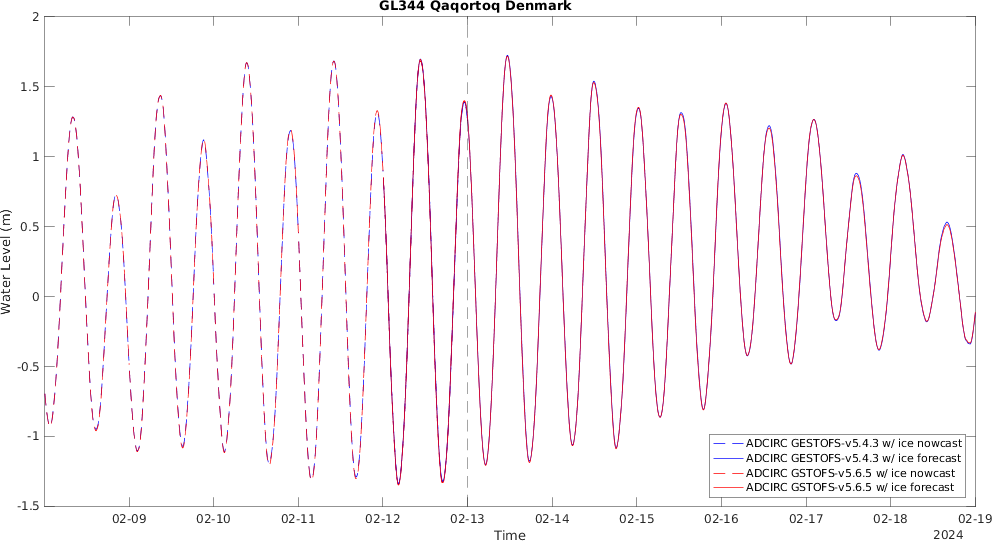 GL344 Qaqortoq Denmark
2
1.5
1
0.5
0
-0.5
-1
-1.5
Water Level (m)
ADCIRC GESTOFS-v5.4.3 w/ ice nowcast
ADCIRC GESTOFS-v5.4.3 w/ ice forecast
ADCIRC GSTOFS-v5.6.5 w/ ice nowcast
ADCIRC GSTOFS-v5.6.5 w/ ice forecast
02-09 02-10 02-11 02-12 02-13 02-14 02-15 02-16 02-17 02-18 02-19
Time
2024